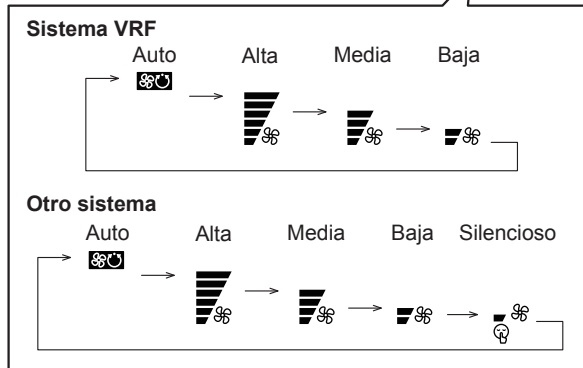 Sistema VRF
Auto Alta Media Baja
Otro sistema
Auto Alta Media Baja Silencioso